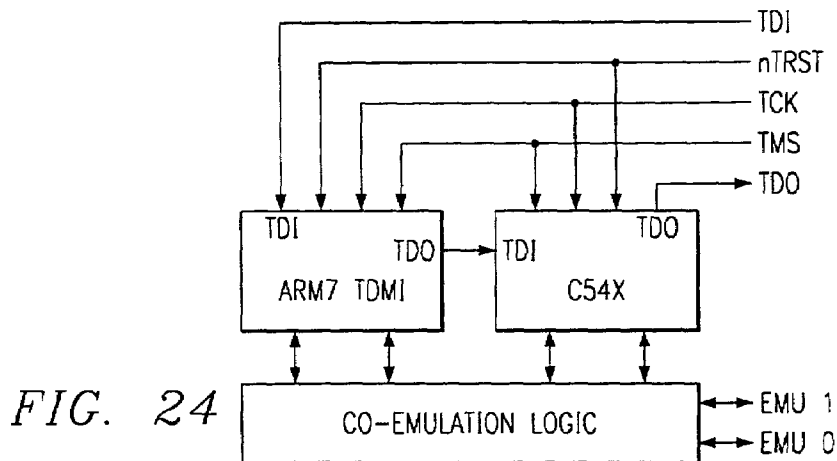 TDI
nTRST
TCK
TMS
TDO
TDI
TDO
TDI
TDO
ARM7 TDMI
C54X
FIG. 24
CO-EMULATION LOGIC
EMU 1
EMU 0